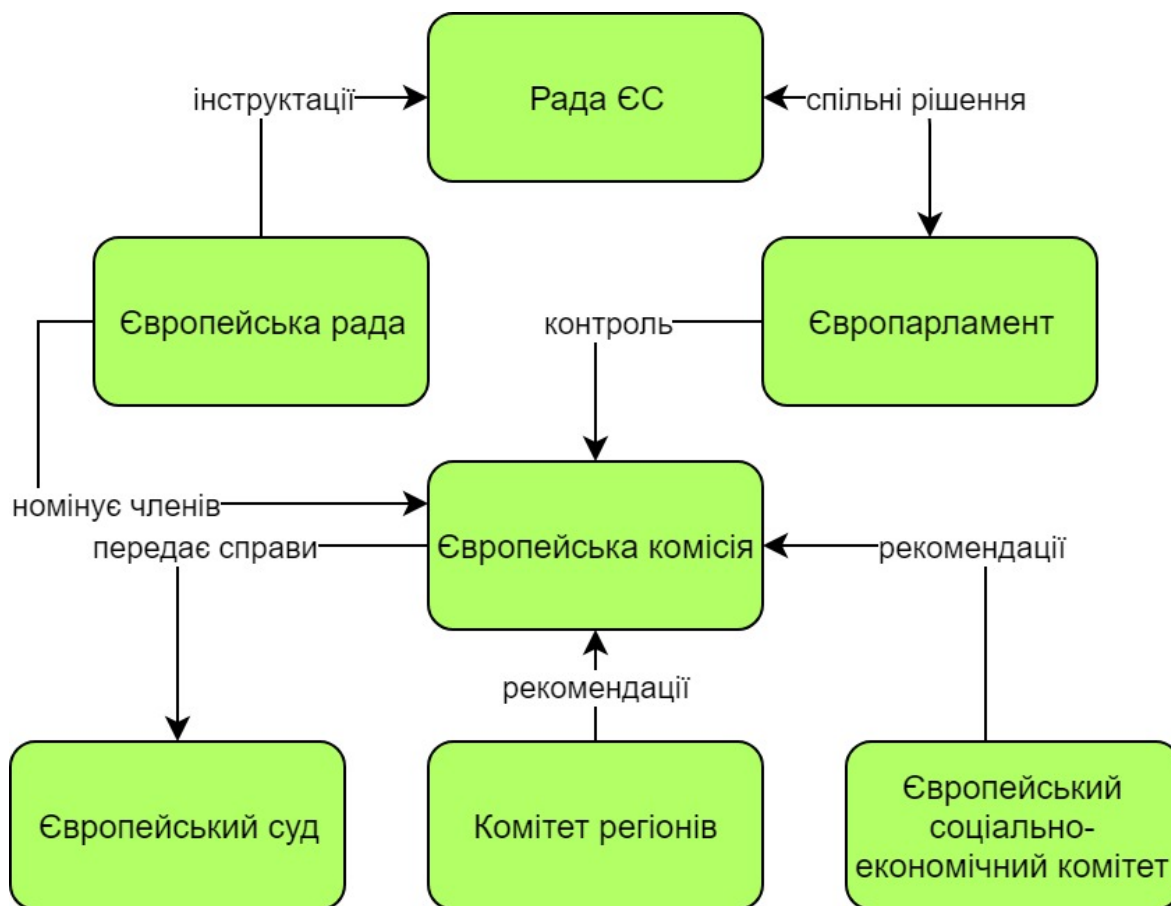 Рада ЄС
інструктації
спільні рішення
Європейська рада
Європарламент
контроль
номінує членів
передає справи
Європейська комісія
рекомендації
рекомендації
Європейський суд
Комітет регіонів
Європейський
соціально-
економічний комітет